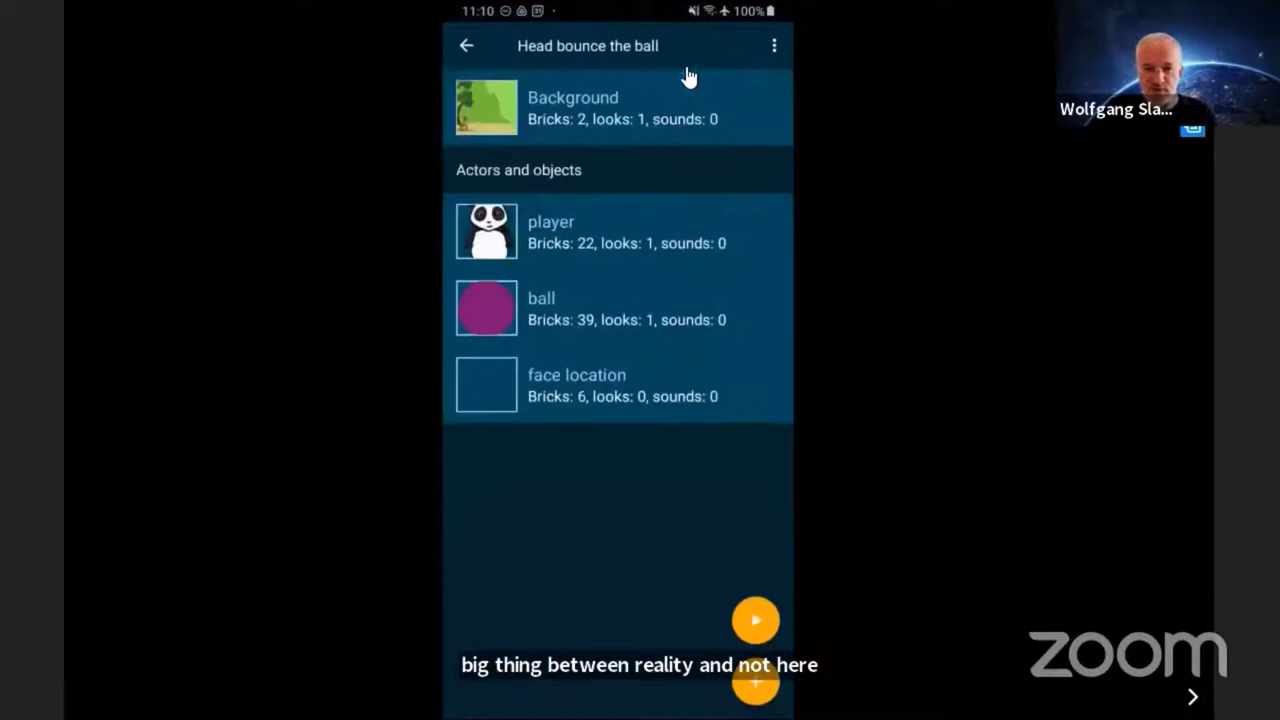 11:10
100%
Head bounce the ball
Background
Bricks: 2, looks: 1, sounds: 0
Actors and objects
player
Bricks: 22, looks: 1, sounds: 0
ball
Bricks: 39, looks: 1, sounds: 0
face location
Bricks: 6, looks: 0, sounds: 0
big thing between reality and not here
Wolfgang Sla...
zoom